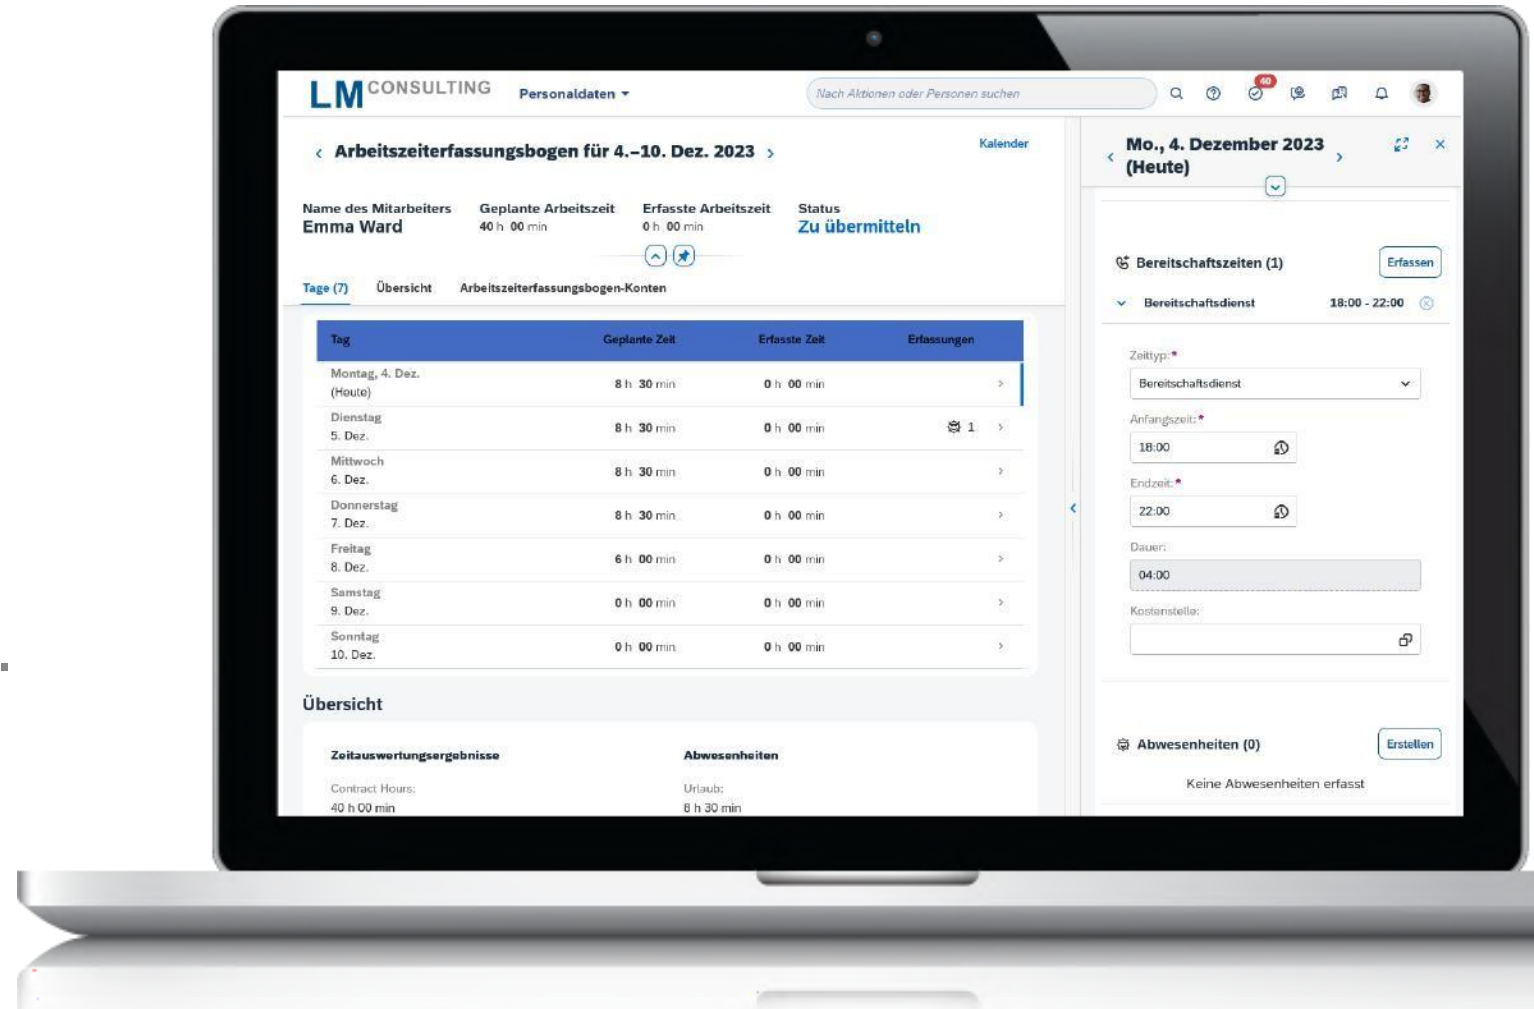 LM CONSULTING
Personaldaten
Nach Aktionen oder Personen suchen
40
Arbeitszeiterfassungsbogen für 4.–10. Dez. 2023
Kalender
Name des Mitarbeiters Geplante Arbeitszeit Erfasste Arbeitszeit Status
Emma Ward 40 h 00 min 0 h 00 min Zu übermitteln
Tage (7) Übersicht Arbeitszeiterfassungsbogen-Konten
Tag Geplante Zeit Erfasste Zeit Erfassungen
Montag, 4. Dez.
(Heute) 8 h 30 min 0 h 00 min
Dienstag
5. Dez. 8 h 30 min 0 h 00 min 1
Mittwoch
6. Dez. 8 h 30 min 0 h 00 min
Donnerstag
7. Dez. 8 h 30 min 0 h 00 min
Freitag
8. Dez. 6 h 00 min 0 h 00 min
Samstag
9. Dez. 0 h 00 min 0 h 00 min
Sonntag
10. Dez. 0 h 00 min 0 h 00 min
Übersicht
Zeitauswertungsergebnisse Abwesenheiten
Contract Hours: Urlaub:
40 h 00 min 8 h 30 min
Mo., 4. Dezember 2023
(Heute)
Bereitschaftszeiten (1) Erfassen
Bereitschaftsdienst 18:00 - 22:00
Zeittyp:*
Bereitschaftsdienst
Anfangszeit:*
18:00
Endzeit:*
22:00
Dauer:
04:00
Kostenstelle:
Abwesenheiten (0) Erstellen
Keine Abwesenheiten erfasst